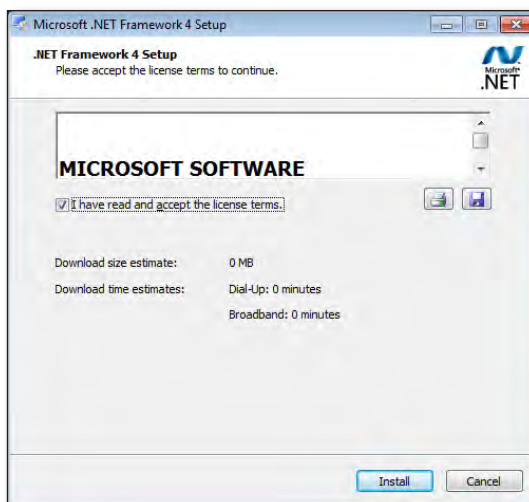 Microsoft .NET Framework 4 Setup
.NET Framework 4 Setup
Please accept the license terms to continue.
Microsoft®
.NET
MICROSOFT SOFTWARE
I have read and accept the license terms.
Download size estimate: 0 MB
Download time estimates: Dial-Up: 0 minutes
Broadband: 0 minutes
Install Cancel